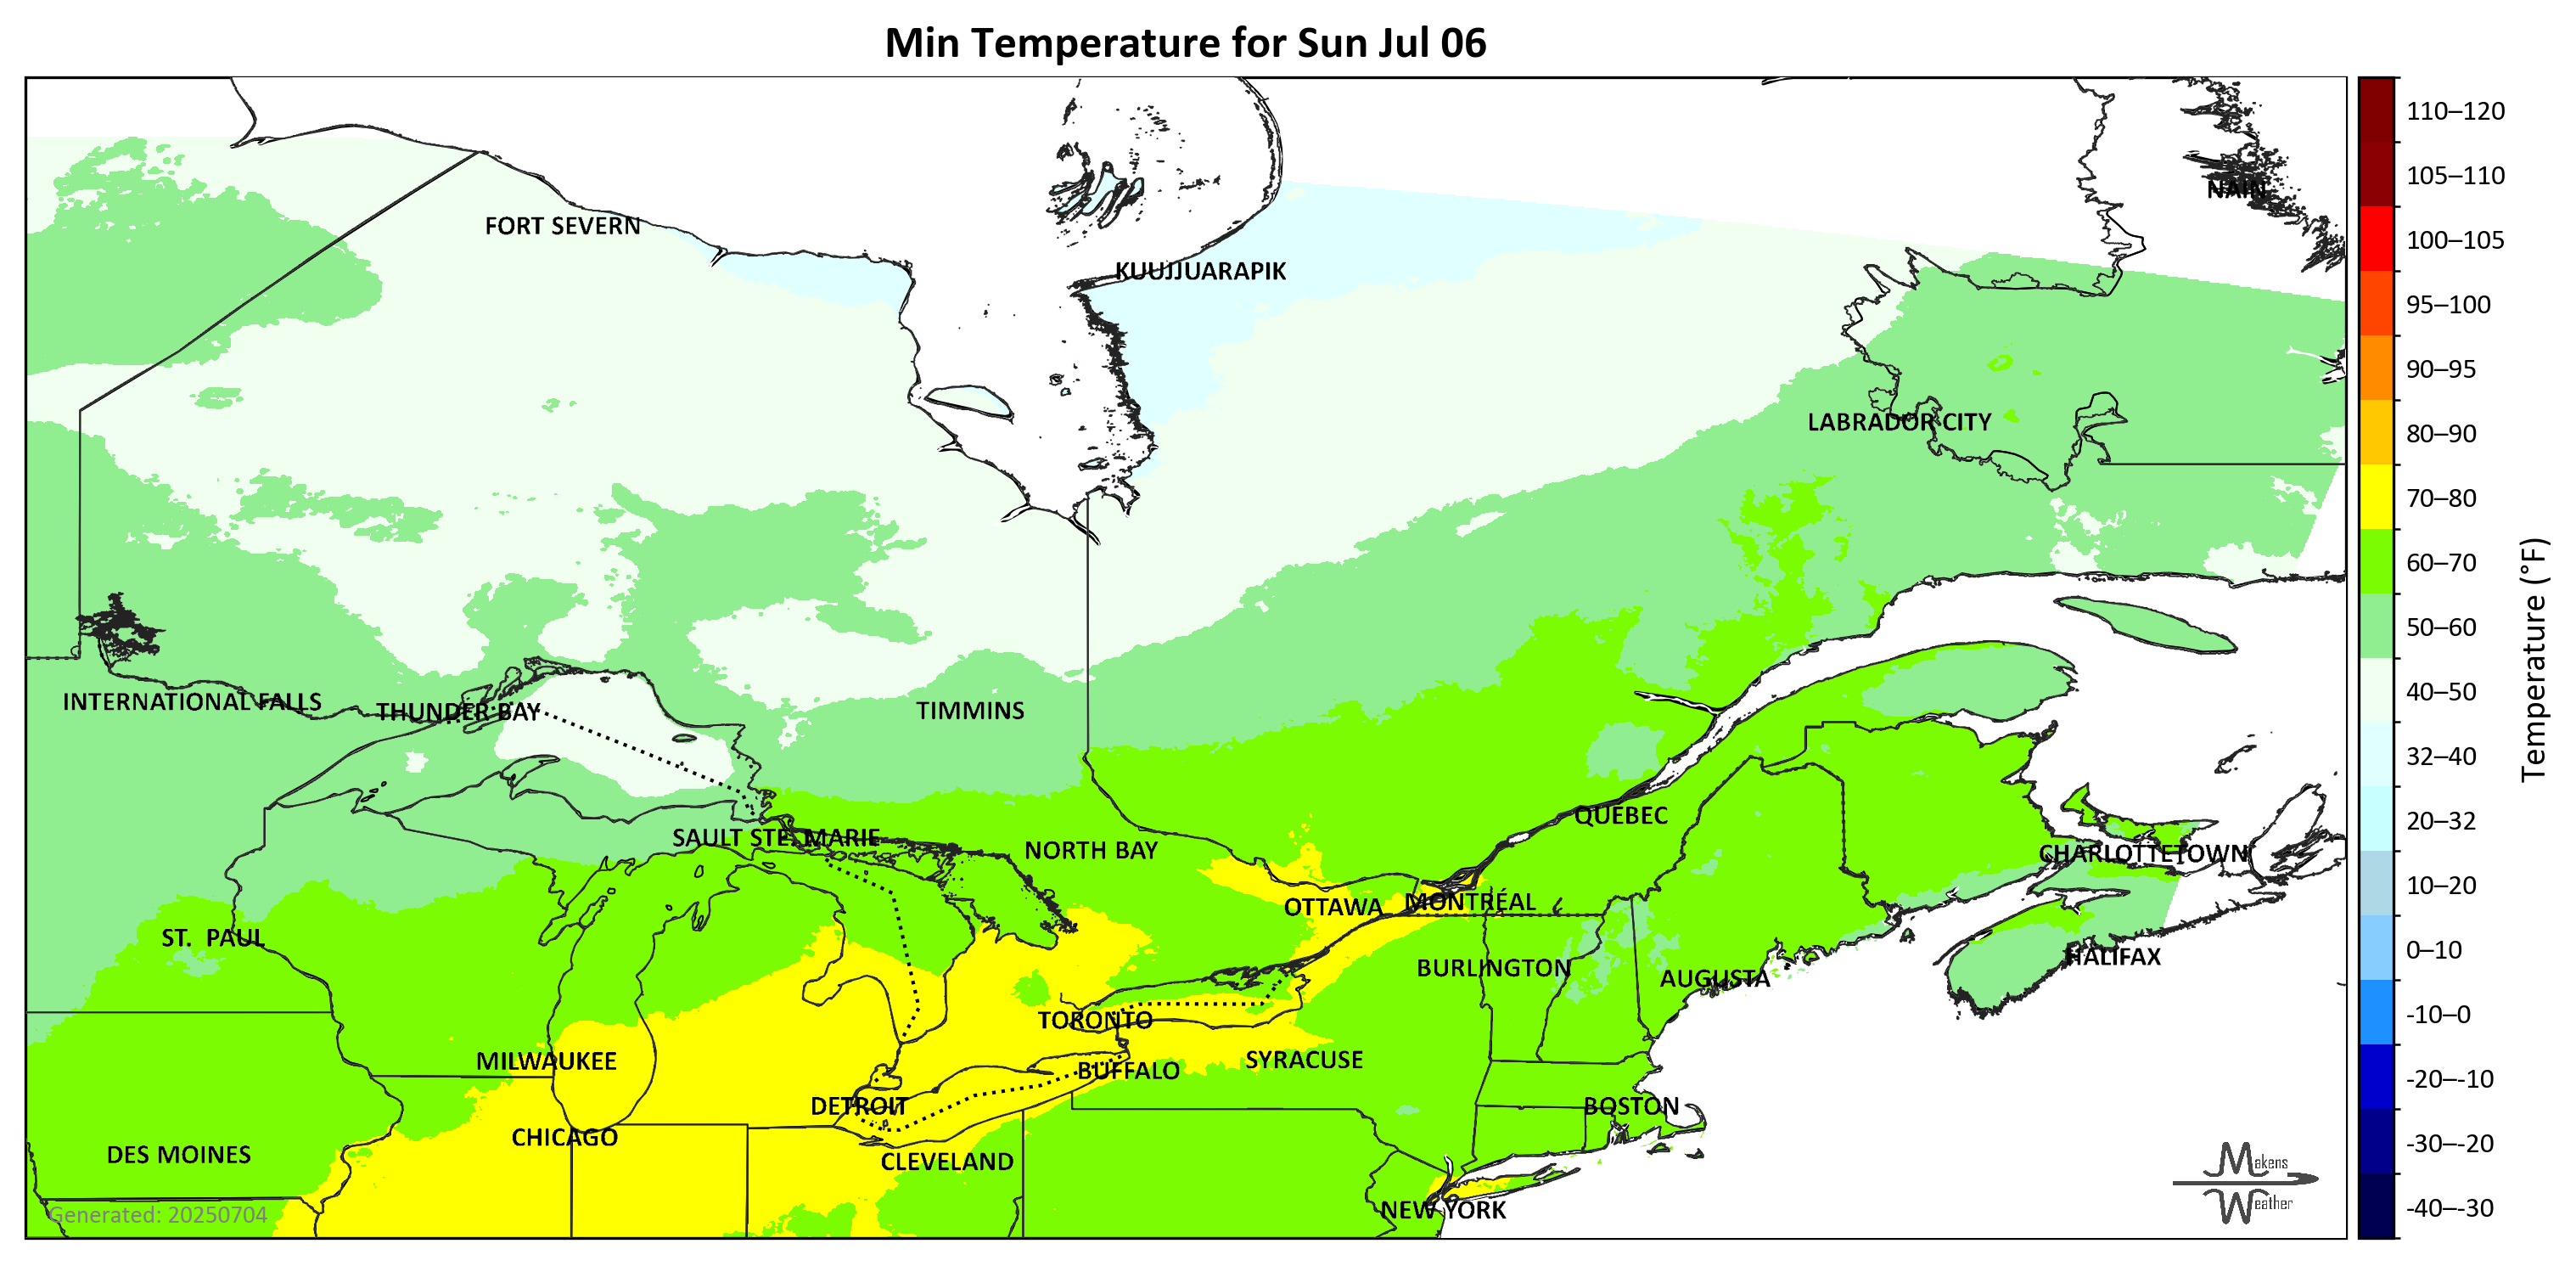 Min Temperature for Sun Jul 06
NAIN
FORT SEVERN
KUUJJUARAPIK
LABRADOR CITY
INTERNATIONAL FALLS
THUNDER BAY
TIMMINS
QUÉBEC
SAULT STE. MARIE
NORTH BAY
CHARLOTTETOWN
OTTAWA
MONTRÉAL
ST. PAUL
HALIFAX
BURLINGTON
AUGUSTA
TORONTO
MILWAUKEE
SYRACUSE
BUFFALO
DETROIT
BOSTON
CHICAGO
DES MOINES
CLEVELAND
NEW YORK
Generated: 20250704
Makens
Weather
110–120
105–110
100–105
95–100
90–95
80–90
70–80
60–70
50–60
40–50
32–40
20–32
10–20
0–10
-10–0
-20–-10
-30–-20
-40–-30
Temperature (°F)